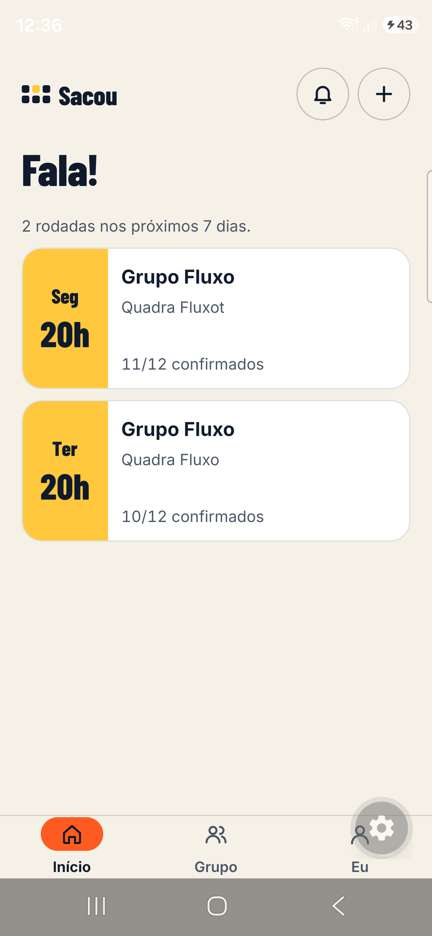 12:36
43
Sacou
Fala!
2 rodadas nos próximos 7 dias.
Seg
20h
Grupo Fluxo
Quadra Fluxot
11/12 confirmados
Ter
20h
Grupo Fluxo
Quadra Fluxo
10/12 confirmados
Início
Grupo
Eu